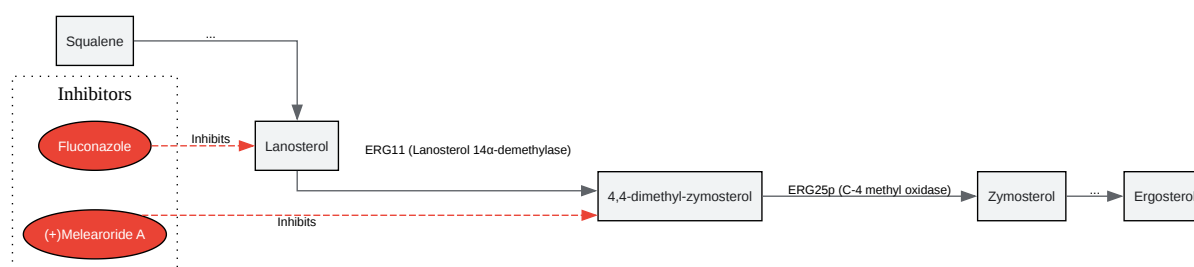 Squalene
...
Inhibitors
Fluconazole
Inhibits
Lanosterol
ERG11 (Lanosterol 14α-demethylase)
4,4-dimethyl-zymosterol
ERG25p (C-4 methyl oxidase)
Zymosterol
...
Ergosterol
(+)Melearoride A
Inhibits